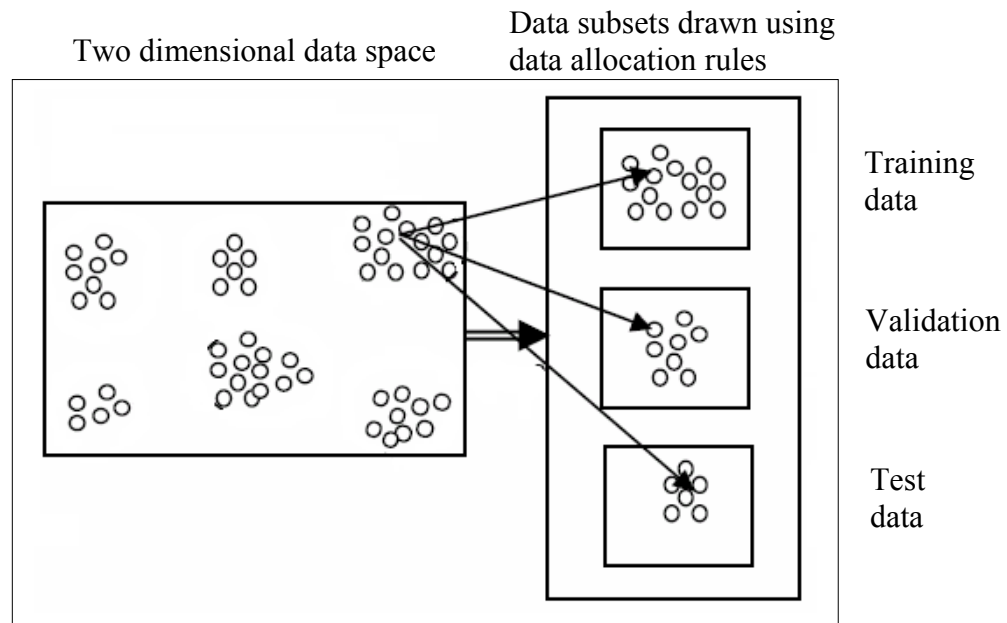 Two dimensional data space
Data subsets drawn using
data allocation rules
Training
data
Validation
data
Test
data